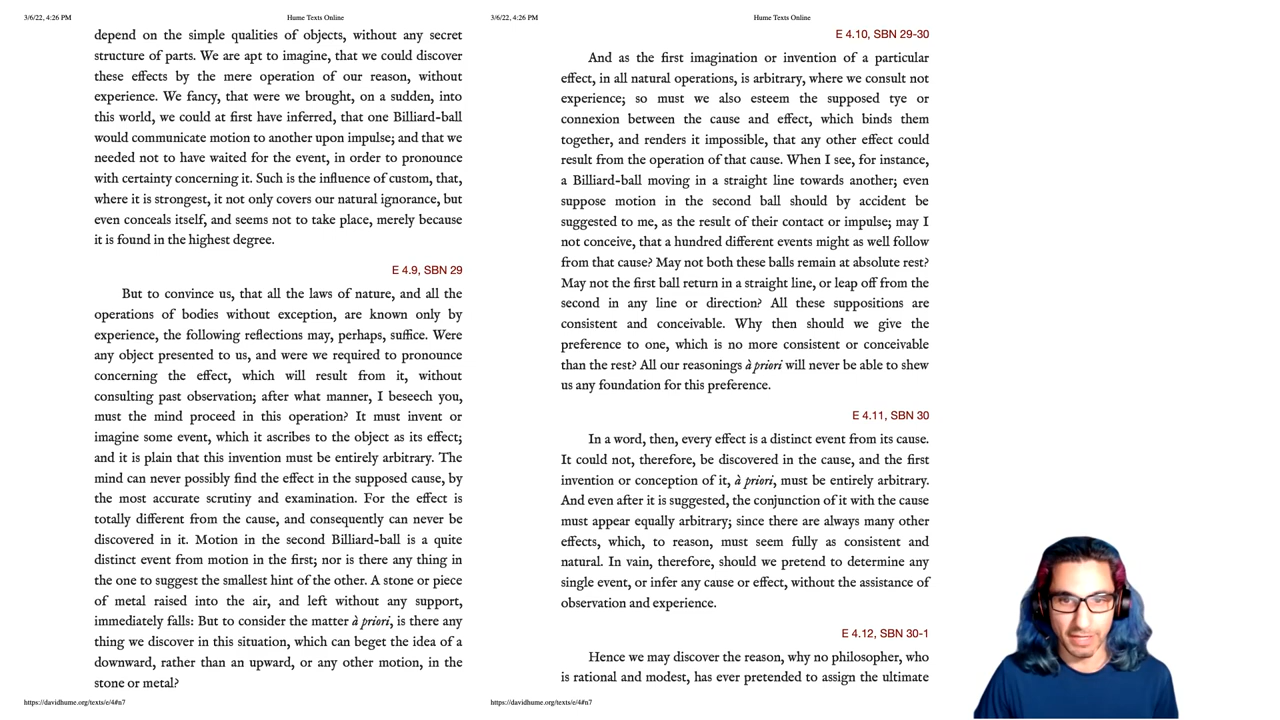 3/6/22, 4:26 PM
Hume Texts Online
depend on the simple qualities of objects, without any secret
structure of parts. We are apt to imagine, that we could discover
these effects by the mere operation of our reason, without
experience. We fancy, that were we brought, on a sudden, into
this world, we could at first have inferred, that one Billiard-ball
would communicate motion to another upon impulse; and that we
needed not to have waited for the event, in order to pronounce
with certainty concerning it. Such is the influence of custom, that,
where it is strongest, it not only covers our natural ignorance, but
even conceals itself, and seems not to take place, merely because
it is found in the highest degree.
E 4.9, SBN 29
But to convince us, that all the laws of nature, and all the
operations of bodies without exception, are known only by
experience, the following reflections may, perhaps, suffice. Were
any object presented to us, and were we required to pronounce
concerning the effect, which will result from it, without
consulting past observation; after what manner, I beseech you,
must the mind proceed in this operation? It must invent or
imagine some event, which it ascribes to the object as its effect;
and it is plain that this invention must be entirely arbitrary. The
mind can never possibly find the effect in the supposed cause, by
the most accurate scrutiny and examination. For the effect is
totally different from the cause, and consequently can never be
discovered in it. Motion in the second Billiard-ball is a quite
distinct event from motion in the first; nor is there any thing in
the one to suggest the smallest hint of the other. A stone or piece
of metal raised into the air, and left without any support,
immediately falls: But to consider the matter à priori, is there any
thing we discover in this situation, which can beget the idea of a
downward, rather than an upward, or any other motion, in the
stone or metal?
https://davidhume.org/texts/e/4#n7
3/6/22, 4:26 PM
Hume Texts Online
E 4.10, SBN 29-30
And as the first imagination or invention of a particular
effect, in all natural operations, is arbitrary, where we consult not
experience; so must we also esteem the supposed tye or
connexion between the cause and effect, which binds them
together, and renders it impossible, that any other effect could
result from the operation of that cause. When I see, for instance,
a Billiard-ball moving in a straight line towards another; even
suppose motion in the second ball should by accident be
suggested to me, as the result of their contact or impulse; may I
not conceive, that a hundred different events might as well follow
from that cause? May not both these balls remain at absolute rest?
May not the first ball return in a straight line, or leap off from the
second in any line or direction? All these suppositions are
consistent and conceivable. Why then should we give the
preference to one, which is no more consistent or conceivable
than the rest? All our reasonings à priori will never be able to shew
us any foundation for this preference.
E 4.11, SBN 30
In a word, then, every effect is a distinct event from its cause.
It could not, therefore, be discovered in the cause, and the first
invention or conception of it, à priori, must be entirely arbitrary.
And even after it is suggested, the conjunction of it with the cause
must appear equally arbitrary; since there are always many other
effects, which, to reason, must seem fully as consistent and
natural. In vain, therefore, should we pretend to determine any
single event, or infer any cause or effect, without the assistance of
observation and experience.
E 4.12, SBN 30-1
Hence we may discover the reason, why no philosopher, who
is rational and modest, has ever pretended to assign the ultimate
https://davidhume.org/texts/e/4#n7